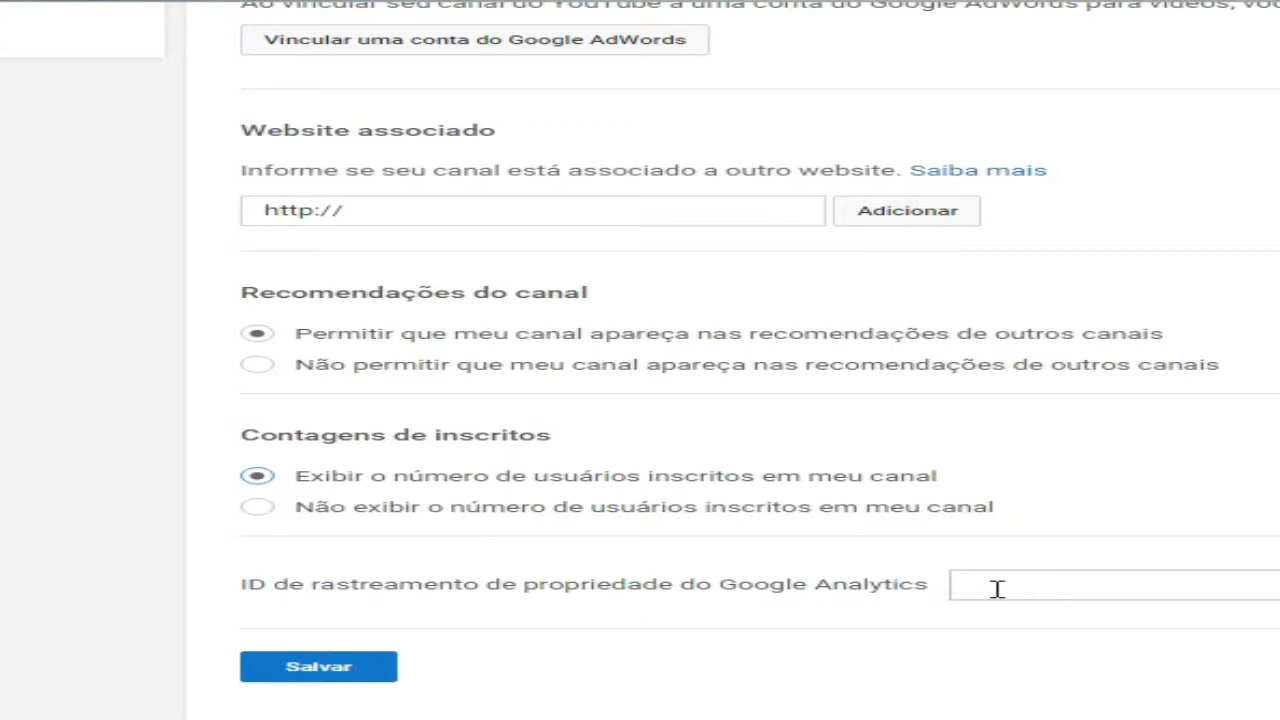 Ao vincular seu canal do YouTube a uma conta do Google AdWords para vídeos, voc
Vincular uma conta do Google AdWords
Website associado
Informe se seu canal está associado a outro website. Saiba mais
http:// Adicionar
Recomendações do canal
Permitir que meu canal apareça nas recomendações de outros canais
Não permitir que meu canal apareça nas recomendações de outros canais
Contagens de inscritos
Exibir o número de usuários inscritos em meu canal
Não exibir o número de usuários inscritos em meu canal
ID de rastreamento de propriedade do Google Analytics
Salvar